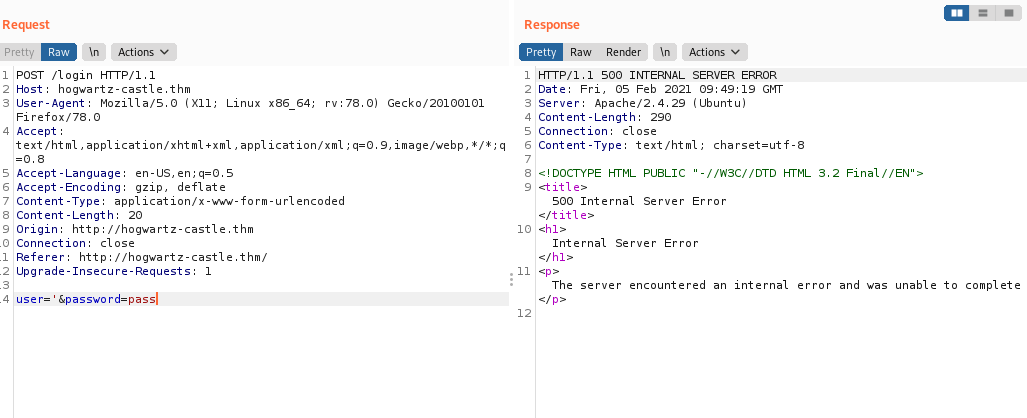 Request
Pretty Raw \n Actions
1 POST /login HTTP/1.1
2 Host: hogwartz-castle.thm
3 User-Agent: Mozilla/5.0 (X11; Linux x86_64; rv:78.0) Gecko/20100101
Firefox/78.0
4 Accept:
text/html,application/xhtml+xml,application/xml;q=0.9,image/webp,*/*;q
=0.8
5 Accept-Language: en-US,en;q=0.5
6 Accept-Encoding: gzip, deflate
7 Content-Type: application/x-www-form-urlencoded
8 Content-Length: 20
9 Origin: http://hogwartz-castle.thm
.0 Connection: close
.1 Referer: http://hogwartz-castle.thm/
.2 Upgrade-Insecure-Requests: 1
.3
.4 user='&password=pass
Response
Pretty Raw Render \n Actions
1 HTTP/1.1 500 INTERNAL SERVER ERROR
2 Date: Fri, 05 Feb 2021 09:49:19 GMT
3 Server: Apache/2.4.29 (Ubuntu)
4 Content-Length: 290
5 Connection: close
6 Content-Type: text/html; charset=utf-8
7
8 <!DOCTYPE HTML PUBLIC "-//W3C//DTD HTML 3.2 Final//EN">
9 <title>
500 Internal Server Error
</title>
10 <h1>
Internal Server Error
</h1>
11 <p>
The server encountered an internal error and was unable to complete
</p>
12